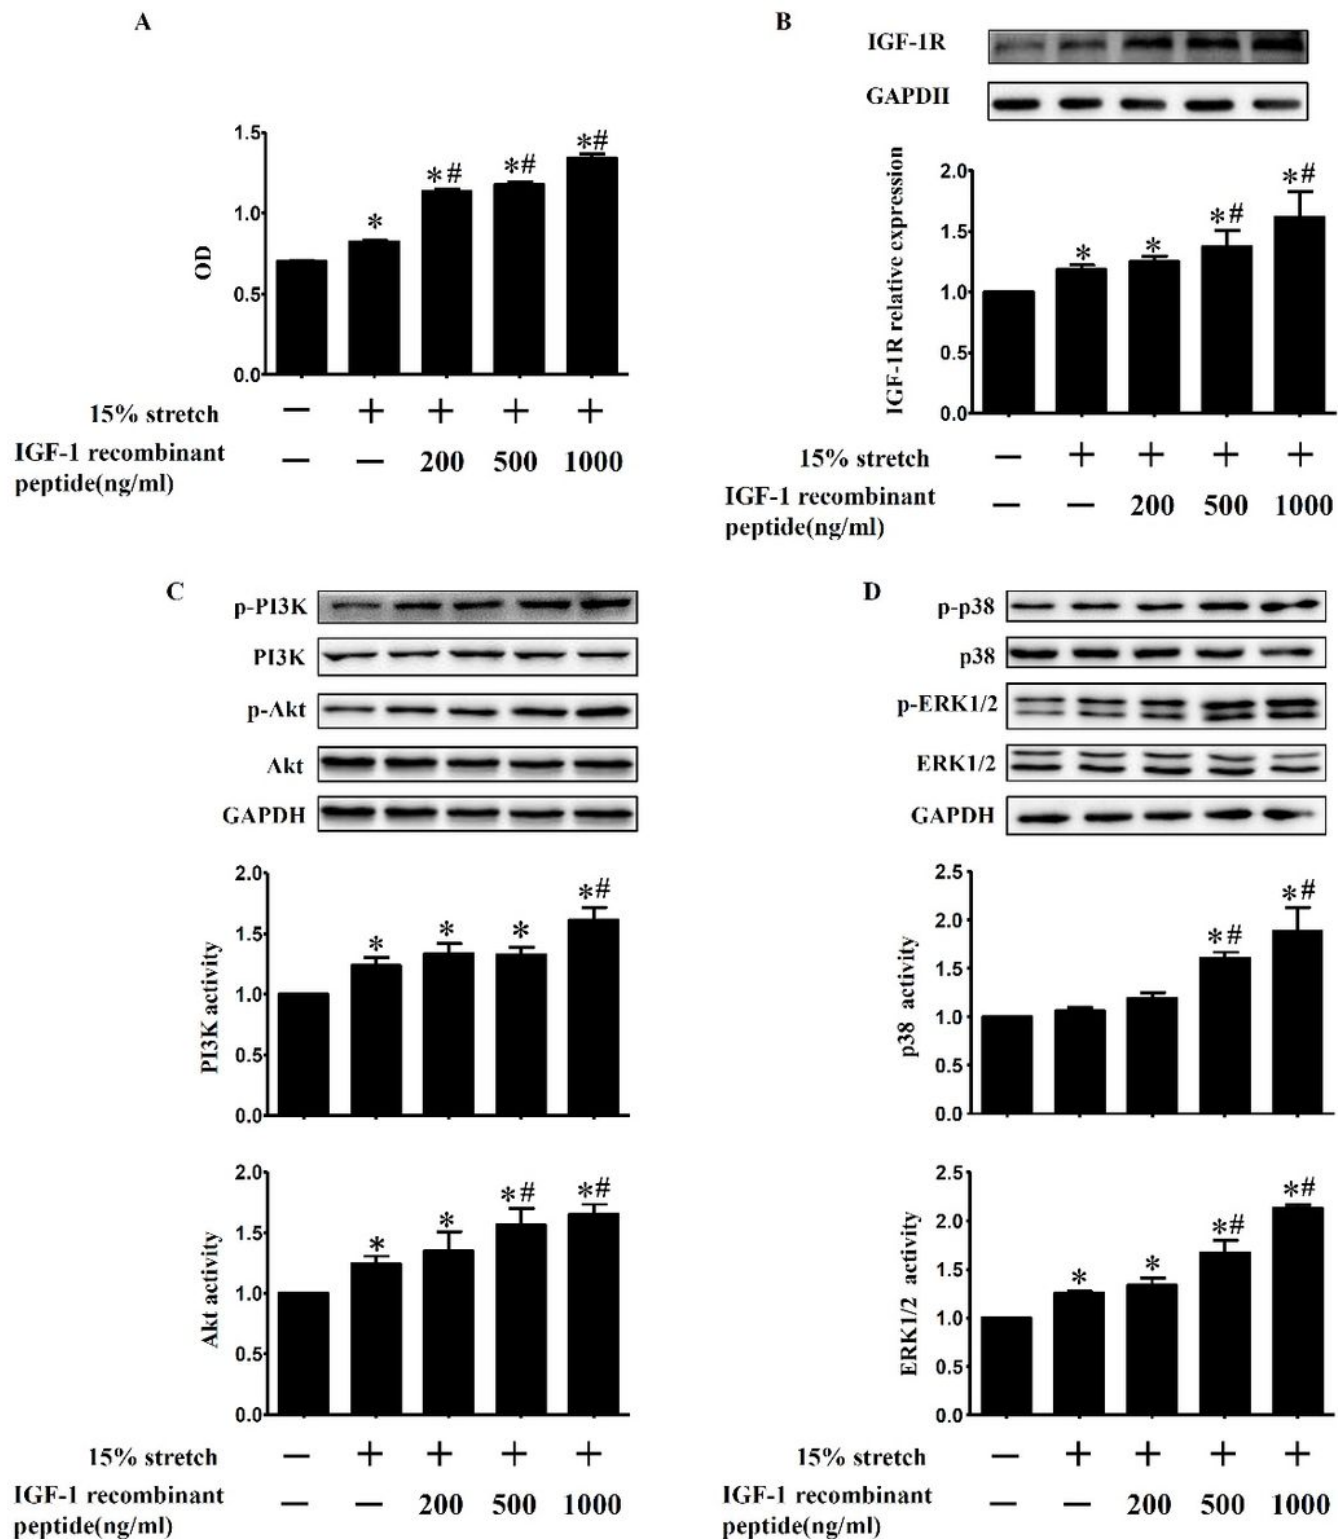 A
1.5
1.0
0.5
0.0
OD
*
*#
*#
*#
15% stretch − + + + +
IGF-1 recombinant
peptide(ng/ml) − − 200 500 1000
B
IGF-1R
GAPDH
2.0
1.5
1.0
0.5
0.0
IGF-1R relative expression
*
*
*#
*#
15% stretch − + + + +
IGF-1 recombinant
peptide(ng/ml) − − 200 500 1000
C
p-PI3K
PI3K
p-Akt
Akt
GAPDH
2.0
1.5
1.0
0.5
0.0
PI3K activity
*
*
*
*#
2.0
1.5
1.0
0.5
0.0
Akt activity
*
*
*#
*#
15% stretch − + + + +
IGF-1 recombinant
peptide(ng/ml) − − 200 500 1000
D
p-p38
p38
p-ERK1/2
ERK1/2
GAPDH
2.5
2.0
1.5
1.0
0.5
0.0
p38 activity
*#
*#
2.5
2.0
1.5
1.0
0.5
0.0
ERK1/2 activity
*
*
*#
*#
15% stretch − + + + +
IGF-1 recombinant
peptide(ng/ml) − − 200 500 1000